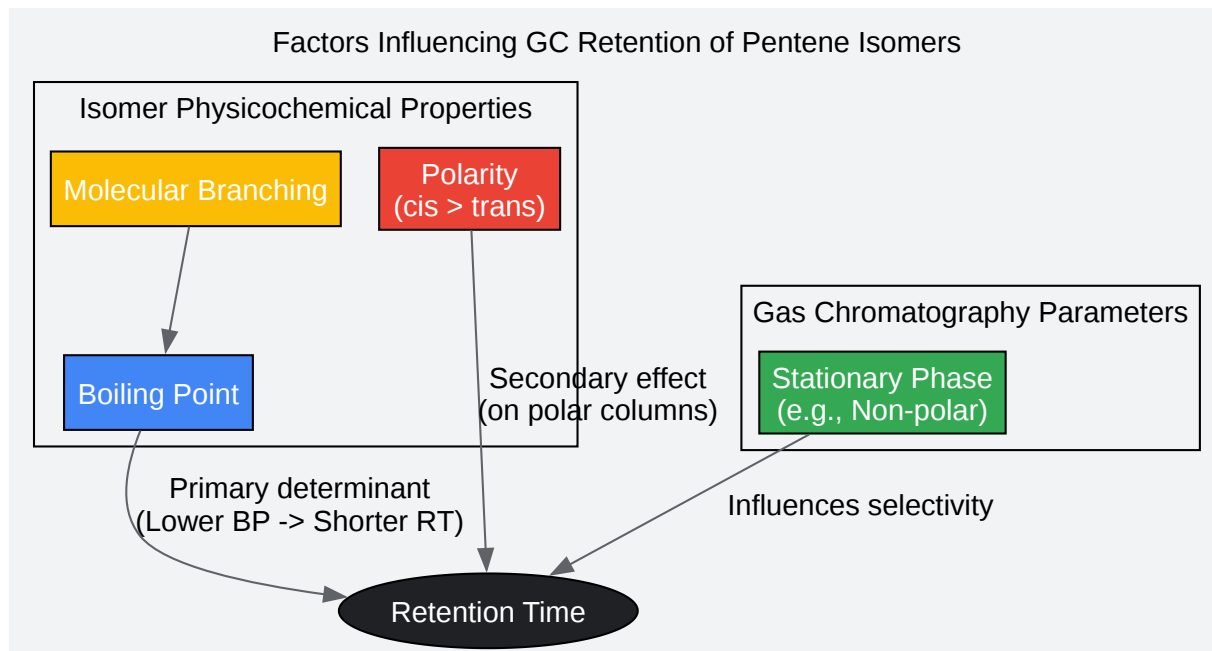 Factors Influencing GC Retention of Pentene Isomers
Isomer Physicochemical Properties
Molecular Branching
Polarity
(cis > trans)
Gas Chromatography Parameters
Boiling Point
Secondary effect
(on polar columns)
Stationary Phase
(e.g., Non-polar)
Primary determinant
(Lower BP -> Shorter RT)
Influences selectivity
Retention Time